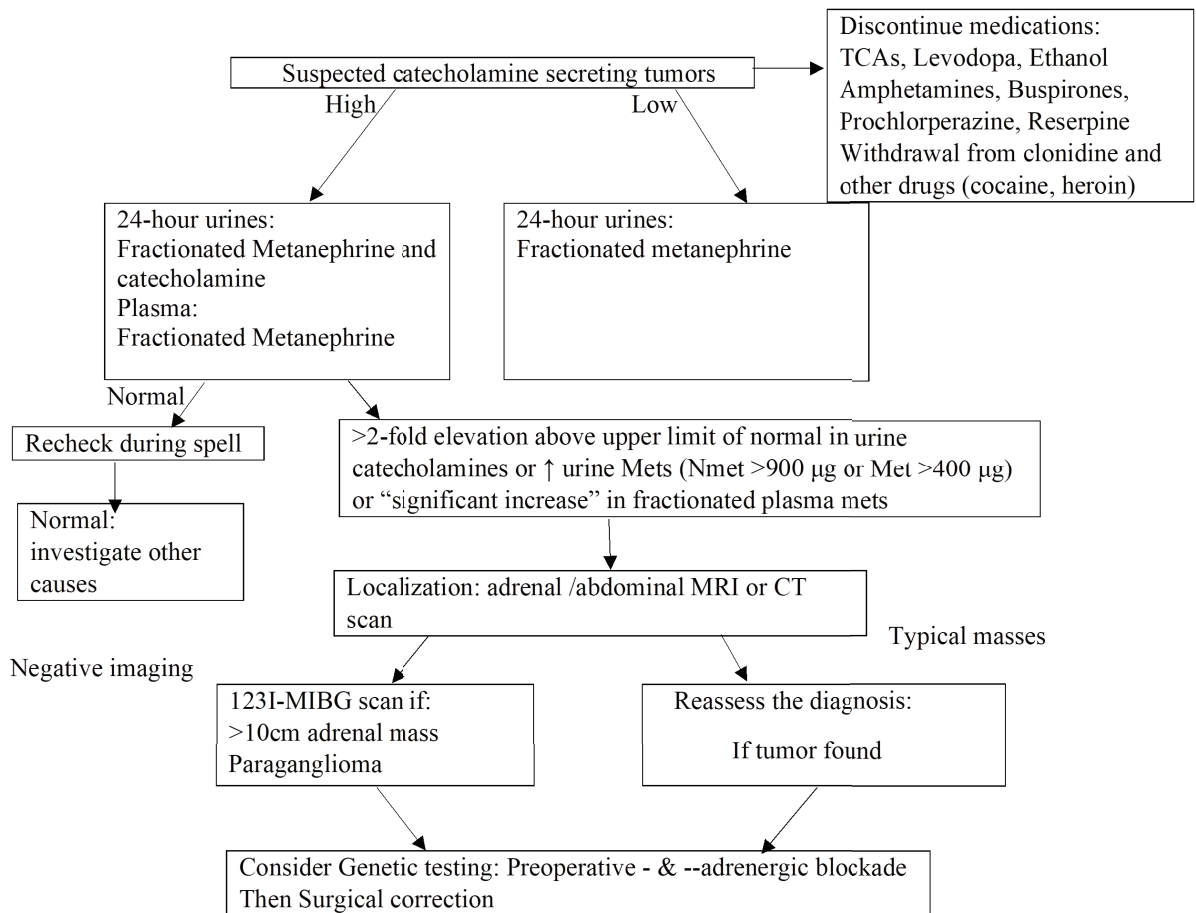 Suspected catecholamine secreting tumors
Discontinue medications:
TCAs, Levodopa, Ethanol
Amphetamines, Buspirones,
Prochlorperazine, Reserpine
Withdrawal from clonidine and
other drugs (cocaine, heroin)
High
Low
24-hour urines:
Fractionated Metanephrine and
catecholamine
Plasma:
Fractionated Metanephrine
24-hour urines:
Fractionated metanephrine
Normal
Recheck during spell
Normal:
investigate other
causes
>2-fold elevation above upper limit of normal in urine
catecholamines or ↑ urine Mets (Nmet >900 μg or Met >400 μg)
or “significant increase” in fractionated plasma mets
Localization: adrenal /abdominal MRI or CT
scan
Negative imaging
Typical masses
123I-MIBG scan if:
>10cm adrenal mass
Paraganglioma
Reassess the diagnosis:
If tumor found
Consider Genetic testing: Preoperative - & --adrenergic blockade
Then Surgical correction